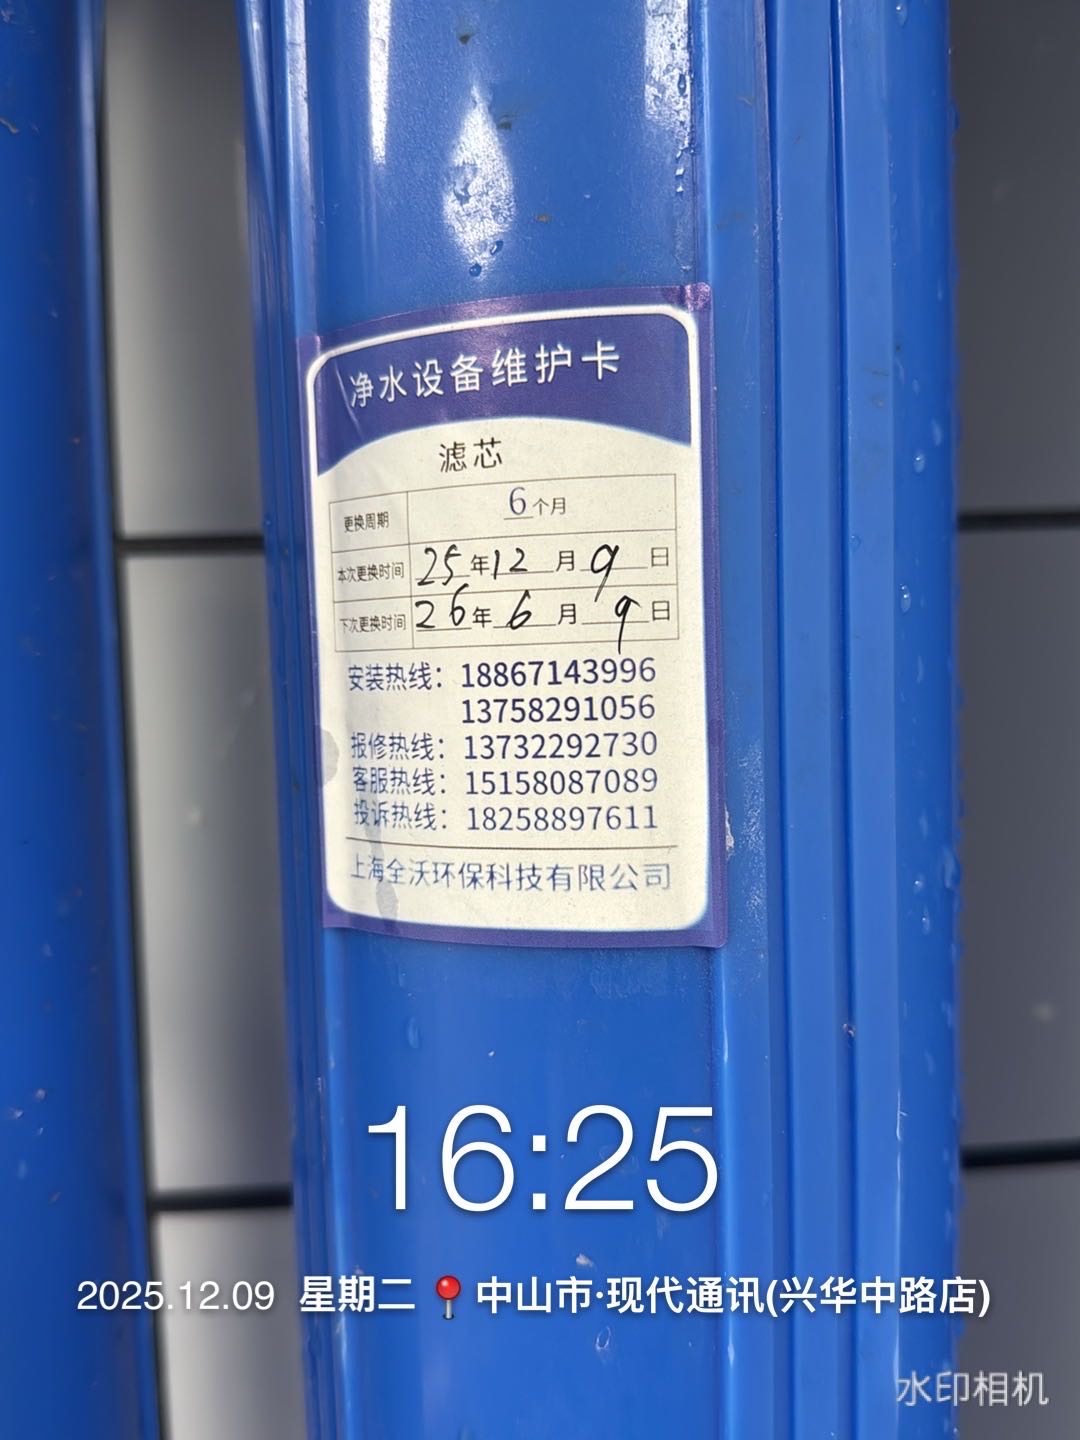 净水设备维护卡
滤芯
更换周期 6个月
本次更换时间 25年12月9日
下次更换时间 26年6月9日
安装热线：18867143996
13758291056
报修热线：13732292730
客服热线：15158087089
投诉热线：18258897611
上海全沃环保科技有限公司
16:25
2025.12.09 星期二 中山市·现代通讯(兴华中路店)
水印相机